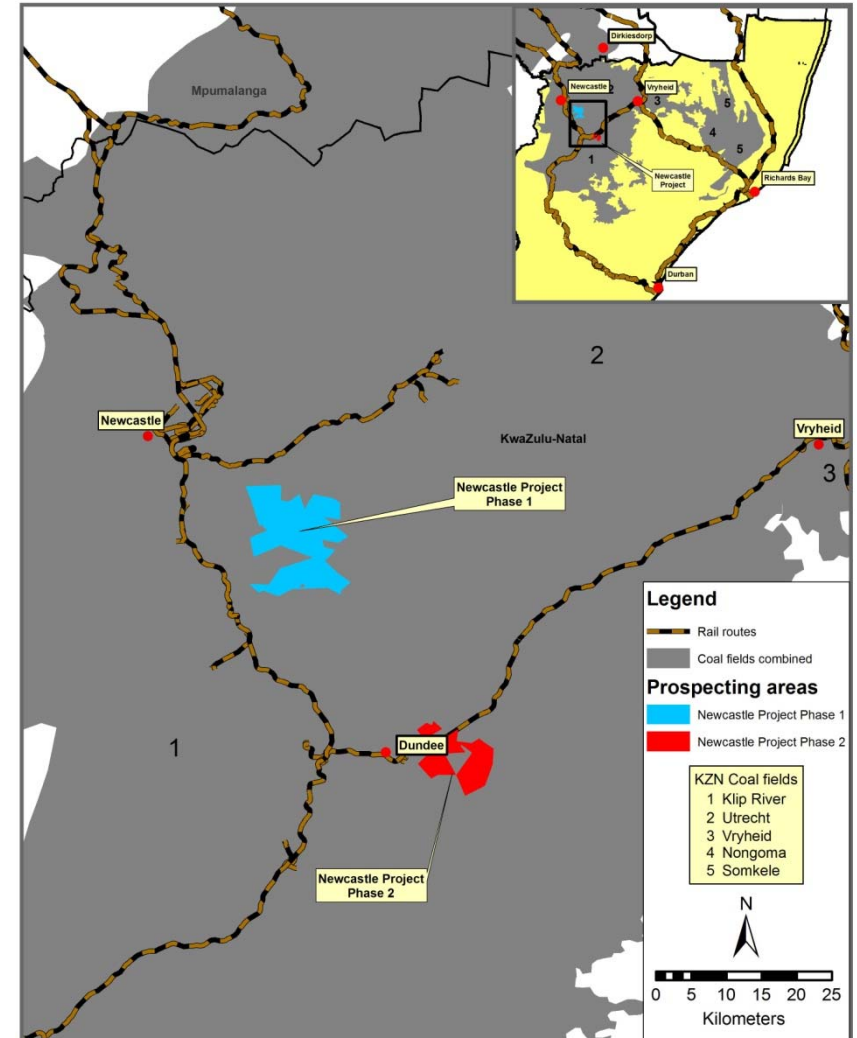 Mpumalanga
Dirkiesdorp
Newcastle
2
Vryheid
3
5
4
5
1
Newcastle
Project
Richards Bay
Durban
2
Newcastle
KwaZulu-Natal
Vryheid
3
Newcastle Project
Phase 1
1
Dundee
Newcastle Project
Phase 2
Legend
Rail routes
Coal fields combined
Prospecting areas
Newcastle Project Phase 1
Newcastle Project Phase 2
KZN Coal fields
1 Klip River
2 Utrecht
3 Vryheid
4 Nongoma
5 Somkele
N
0 5 10 15 20 25
Kilometers